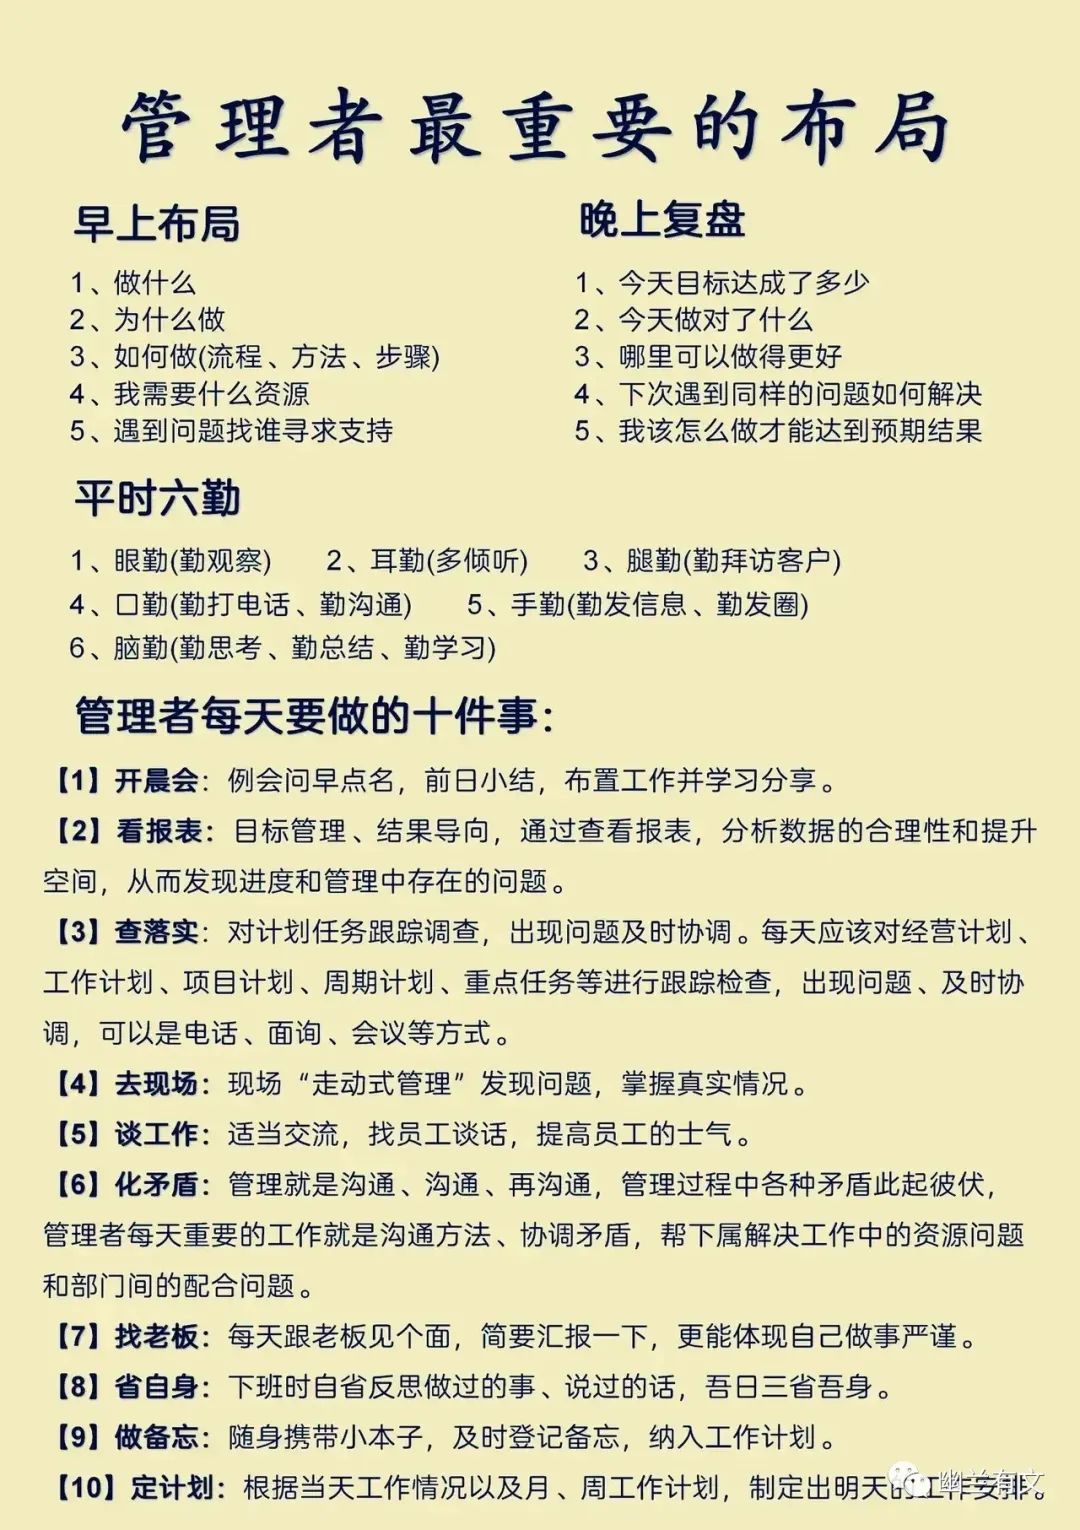 管理者最重要的布局
早上布局
1、做什么
2、为什么做
3、如何做(流程、方法、步骤)
4、我需要什么资源
5、遇到问题找谁寻求支持
晚上复盘
1、今天目标达成了多少
2、今天做对了什么
3、哪里可以做得更好
4、下次遇到同样的问题如何解决
5、我该怎么做才能达到预期结果
平时六勤
1、眼勤(勤观察) 2、耳勤(多倾听) 3、腿勤(勤拜访客户)
4、口勤(勤打电话、勤沟通) 5、手勤(勤发信息、勤发圈)
6、脑勤(勤思考、勤总结、勤学习)
管理者每天要做的十件事：
【1】开晨会：例会问早点名，前日小结，布置工作并学习分享。
【2】看报表：目标管理、结果导向，通过查看报表，分析数据的合理性和提升
空间，从而发现进度和管理中存在的问题。
【3】查落实：对计划任务跟踪调查，出现问题及时协调。每天应该对经营计划、
工作计划、项目计划、周期计划、重点任务等进行跟踪检查，出现问题、及时协
调，可以是电话、面询、会议等方式。
【4】去现场：现场“走动式管理”发现问题，掌握真实情况。
【5】谈工作：适当交流，找员工谈话，提高员工的士气。
【6】化矛盾：管理就是沟通、沟通、再沟通，管理过程中各种矛盾此起彼伏，
管理者每天重要的工作就是沟通方法、协调矛盾，帮下属解决工作中的资源问题
和部门间的配合问题。
【7】找老板：每天跟老板见个面，简要汇报一下，更能体现自己做事严谨。
【8】省自身：下班时自省反思做过的事、说过的话，吾日三省吾身。
【9】做备忘：随身携带小本子，及时登记备忘，纳入工作计划。
【10】定计划：根据当天工作情况以及月、周工作计划，制定出明天的工作安排。
幽兰有文